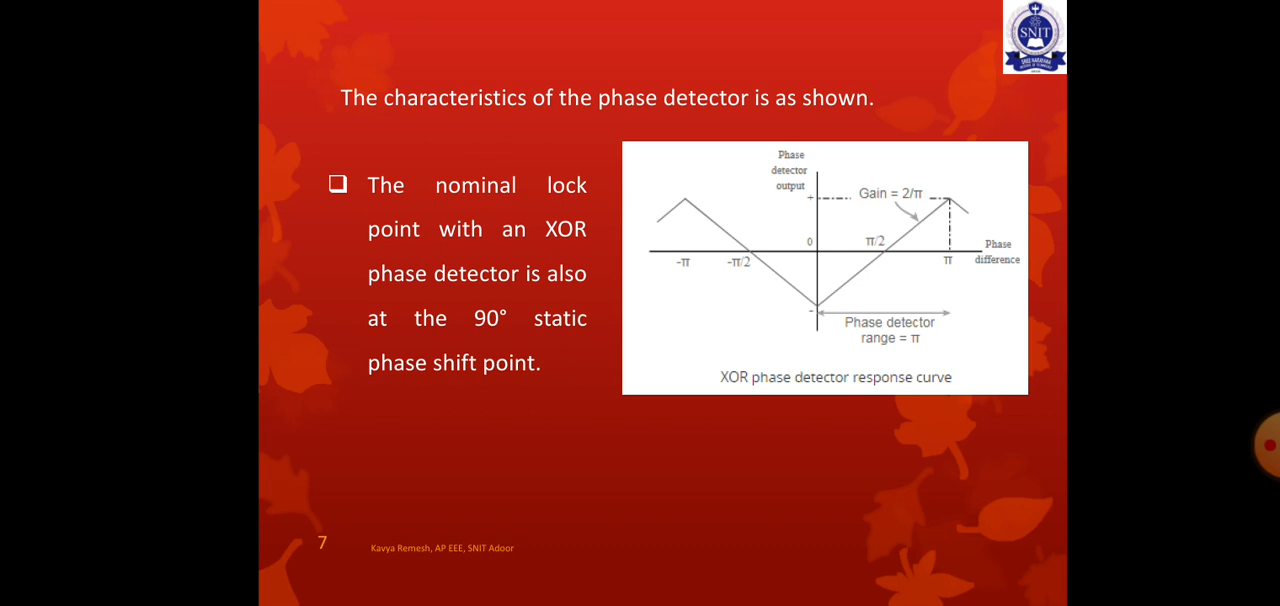 SNIT
The characteristics of the phase detector is as shown.
❑ The nominal lock
point with an XOR
phase detector is also
at the 90° static
phase shift point.
Phase
detector
output
+
Gain = 2/π
0
π/2
Phase
difference
-π
-π/2
π
-
Phase detector
range = π
XOR phase detector response curve
7
Kavya Remesh, AP EEE, SNIT Adoor